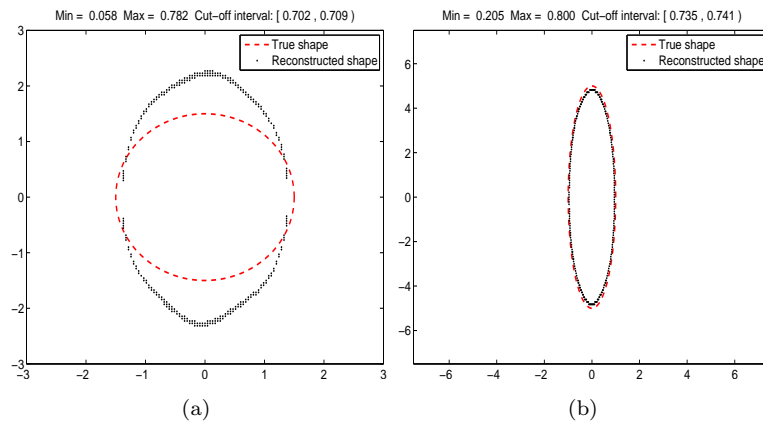 Min = 0.058 Max = 0.782 Cut-off interval: [ 0.702 , 0.709 )
3
2
1
0
−1
−2
−3
−3 −2 −1 0 1 2 3
True shape
Reconstructed shape
(a)
Min = 0.205 Max = 0.800 Cut-off interval: [ 0.735 , 0.741 )
6
4
2
0
−2
−4
−6
−6 −4 −2 0 2 4 6
True shape
Reconstructed shape
(b)